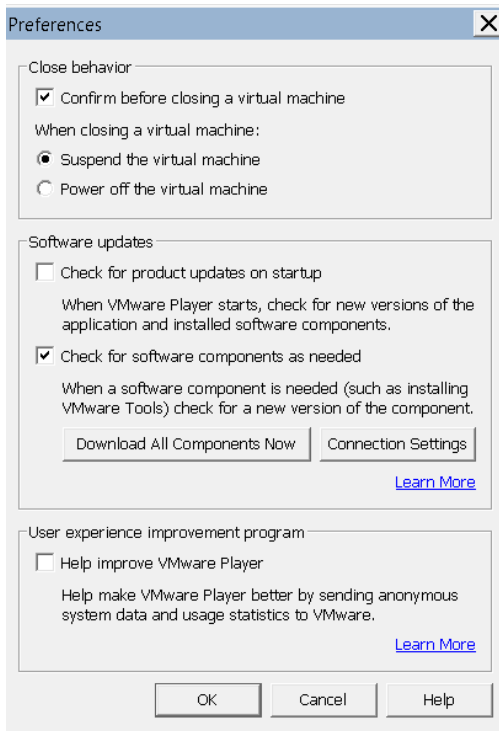 Preferences
Close behavior
Confirm before closing a virtual machine
When closing a virtual machine:
Suspend the virtual machine
Power off the virtual machine
Software updates
Check for product updates on startup
When VMware Player starts, check for new versions of the
application and installed software components.
Check for software components as needed
When a software component is needed (such as installing
VMware Tools) check for a new version of the component.
Download All Components Now Connection Settings
Learn More
User experience improvement program
Help improve VMware Player
Help make VMware Player better by sending anonymous
system data and usage statistics to VMware.
Learn More
OK Cancel Help